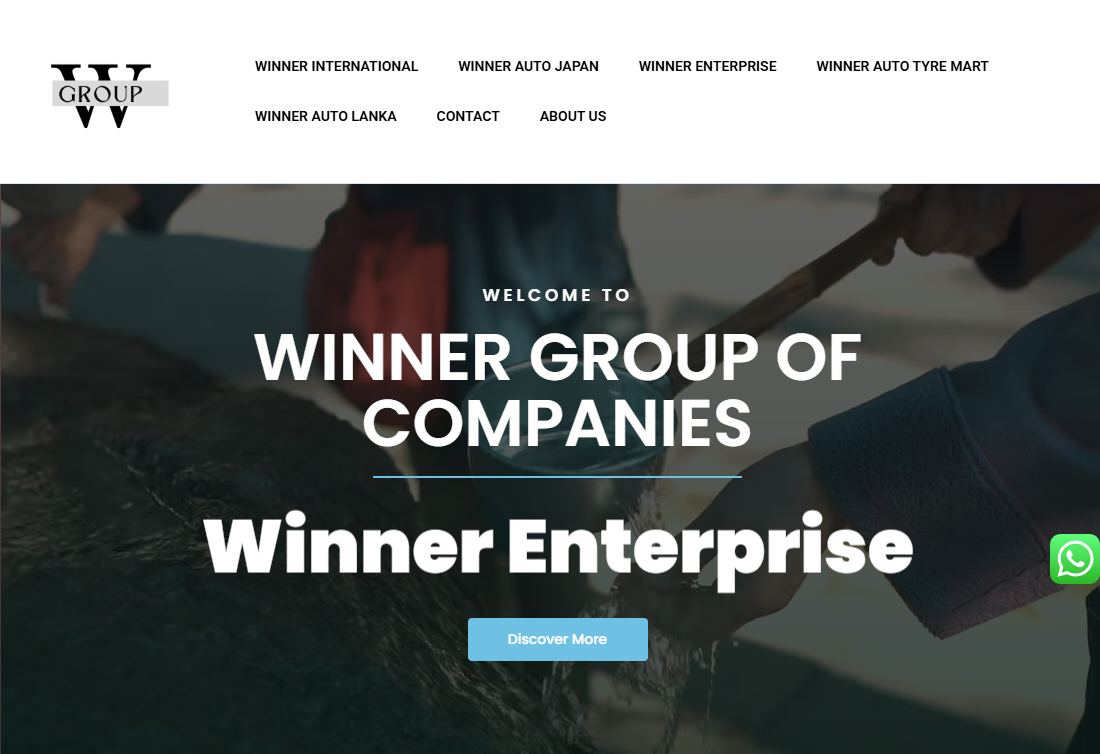 W
GROUP
WINNER INTERNATIONAL WINNER AUTO JAPAN WINNER ENTERPRISE WINNER AUTO TYRE MART
WINNER AUTO LANKA CONTACT ABOUT US
WELCOME TO
WINNER GROUP OF
COMPANIES
Winner Enterprise
Discover More